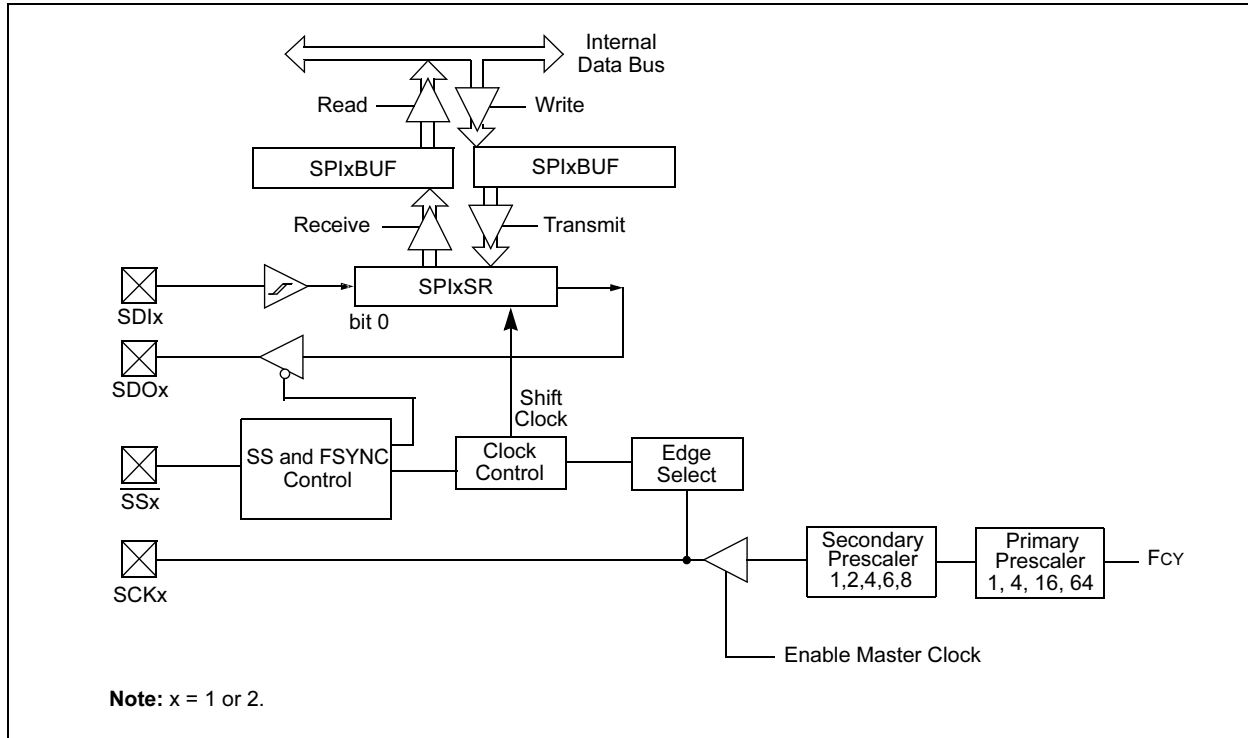 Internal
Data Bus
Read
Write
SPIxBUF
SPIxBUF
Receive
Transmit
SDIx
SPIxSR
bit 0
SDOx
Shift
Clock
SSx
SS and FSYNC
Control
Clock
Control
Edge
Select
SCKx
Secondary
Prescaler
1,2,4,6,8
Primary
Prescaler
1, 4, 16, 64
FCY
Enable Master Clock
Note: x = 1 or 2.